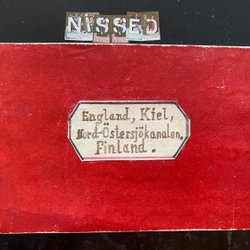 NISSED
England, Kiel,
Nord-Östersjökanalen,
Finland.